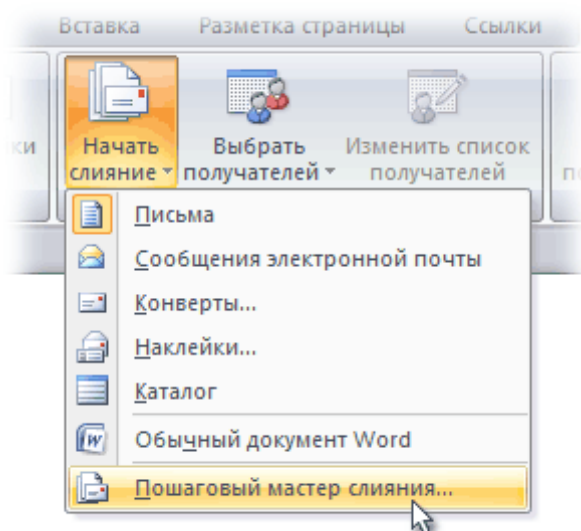 Вставка Разметка страницы Ссылки
Начать слияние
Выбрать получателей
Изменить список получателей
Письма
Сообщения электронной почты
Конверты...
Наклейки...
Каталог
Обычный документ Word
Пошаговый мастер слияния...